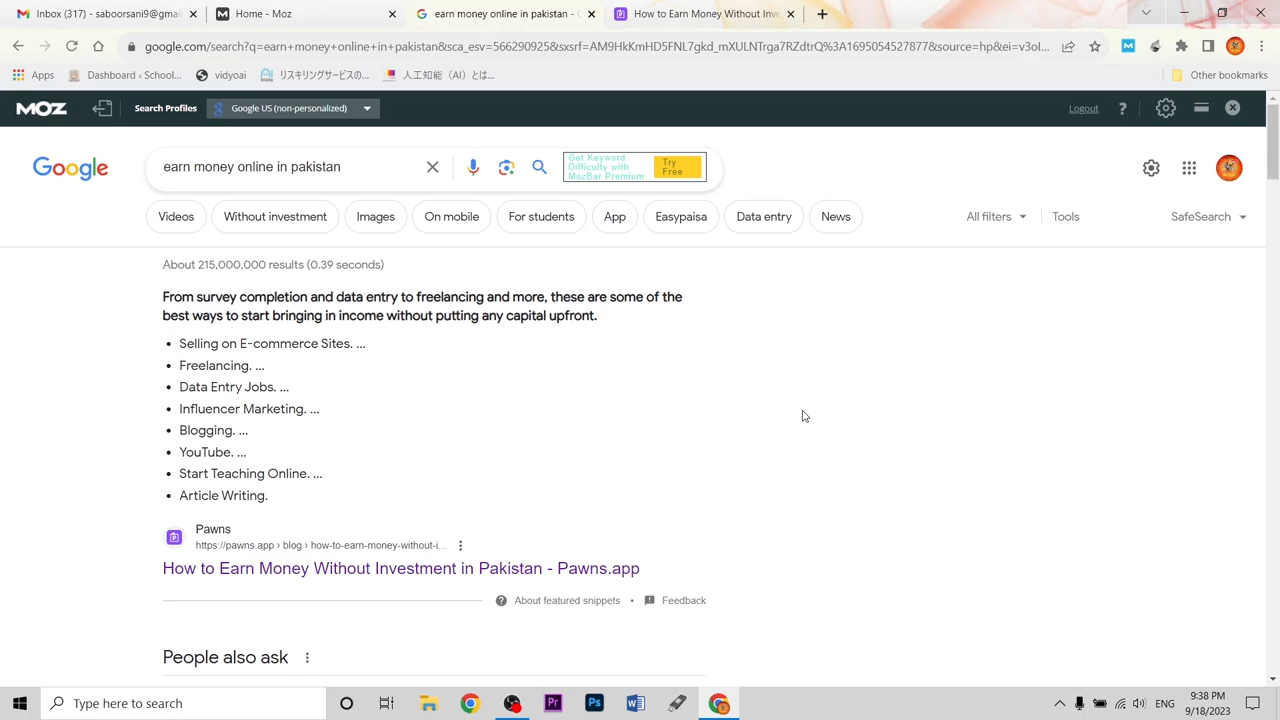 Inbox (317) - saboorsani9@gmai
Home - Moz
earn money online in pakistan - G
How to Earn Money Without Inve
google.com/search?q=earn+money+online+in+pakistan&sca_esv=566290925&sxsrf=AM9HkKmHD5FNL7gkd_mXULNTrga7RZdtrQ%3A1695054527877&source=hp&ei=v3oI...
Apps
Dashboard ‹ School...
vidyoai
リスキリングサービスの...
人工知能（AI）とは...
Other bookmarks
MOZ
Search Profiles
Google US (non-personalized)
Logout
Google
earn money online in pakistan
Get Keyword
Difficulty with
MozBar Premium
Try
Free
Videos
Without investment
Images
On mobile
For students
App
Easypaisa
Data entry
News
All filters
Tools
SafeSearch
About 215,000,000 results (0.39 seconds)
From survey completion and data entry to freelancing and more, these are some of the
best ways to start bringing in income without putting any capital upfront.
• Selling on E-commerce Sites. ...
• Freelancing. ...
• Data Entry Jobs. ...
• Influencer Marketing. ...
• Blogging. ...
• YouTube. ...
• Start Teaching Online. ...
• Article Writing.
Pawns
https://pawns.app › blog › how-to-earn-money-without-i...
How to Earn Money Without Investment in Pakistan - Pawns.app
About featured snippets • Feedback
People also ask
Type here to search
Pr
Ps
ENG
9:38 PM
9/18/2023